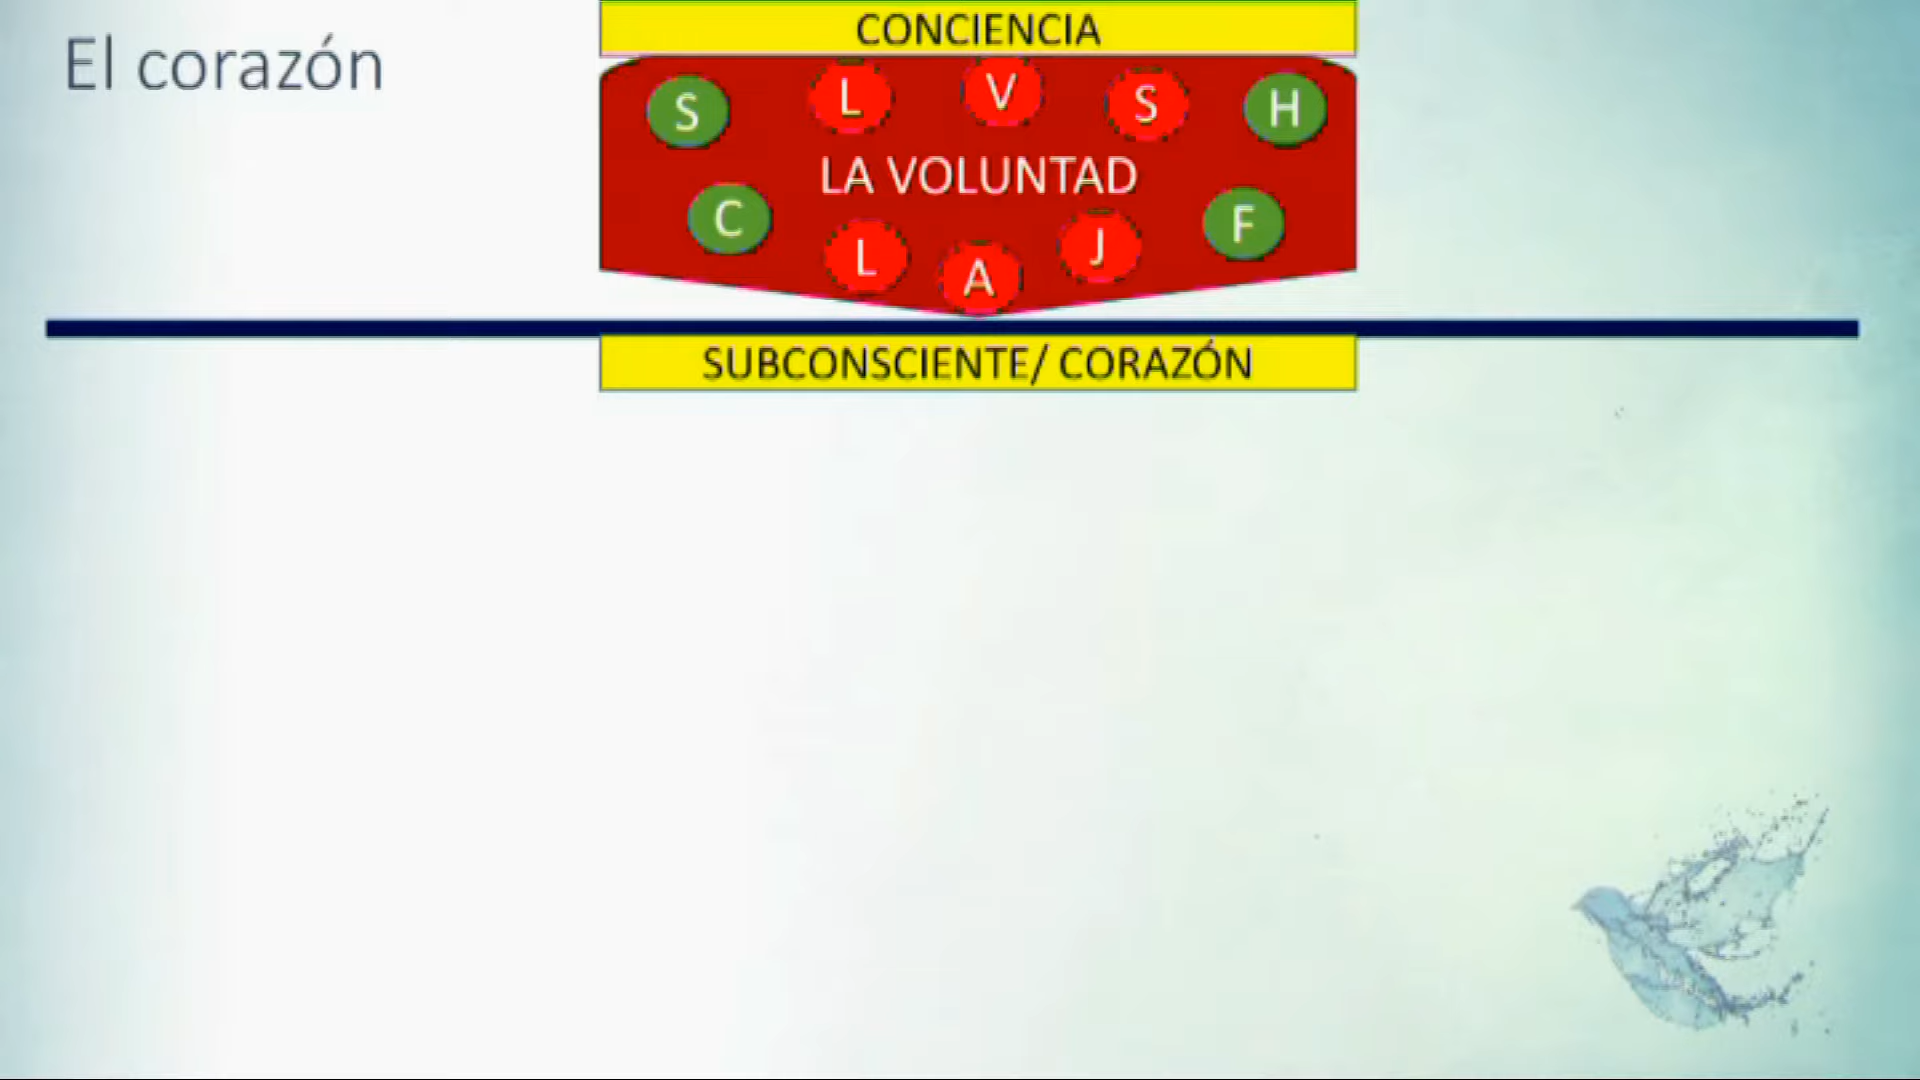 El corazón
CONCIENCIA
S L V S H
LA VOLUNTAD
C L A J F
SUBCONSCIENTE/ CORAZÓN